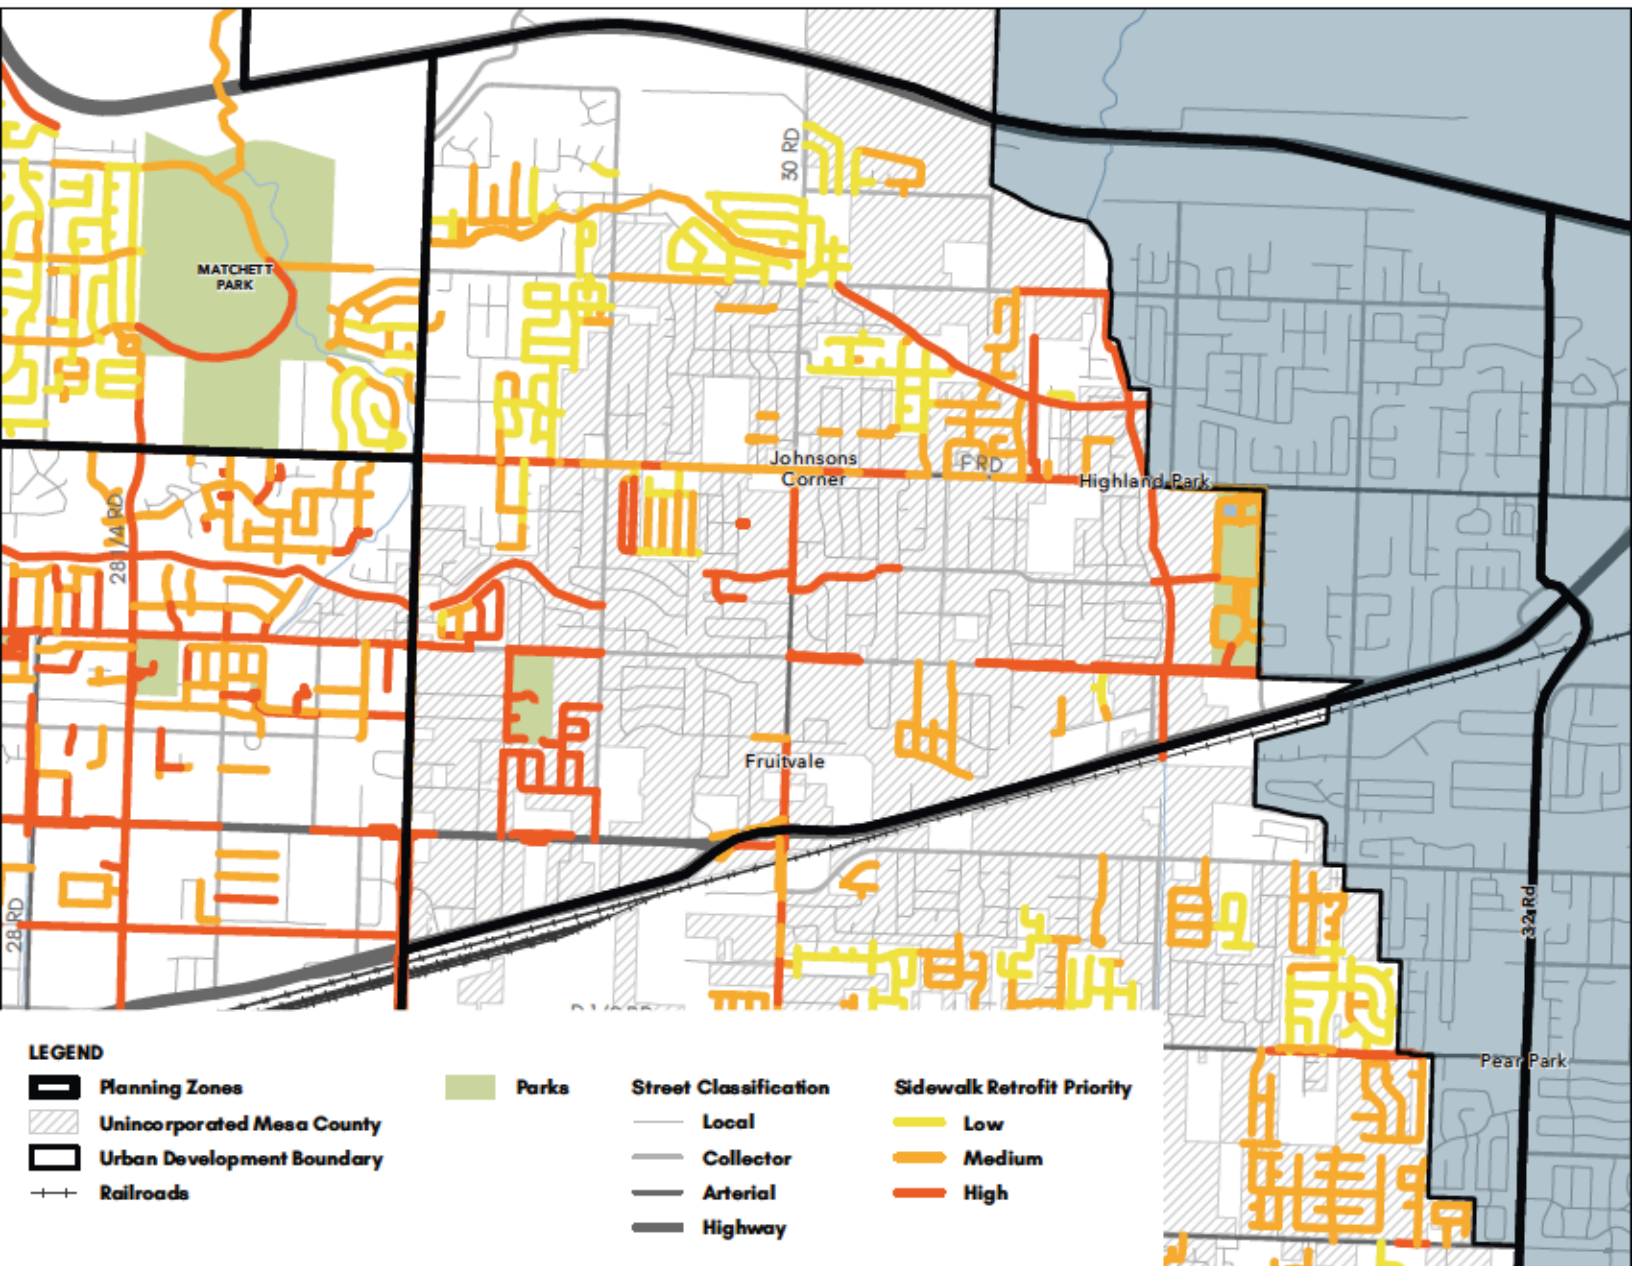 30 RD
MATCHETT
PARK
Johnsons
Corner
F RD
Highland Park
28 1/4 RD
Fruitvale
28 RD
32 Rd
Pear Park
LEGEND
Planning Zones
Unincorporated Mesa County
Urban Development Boundary
Railroads
Parks
Street Classification
Local
Collector
Arterial
Highway
Sidewalk Retrofit Priority
Low
Medium
High